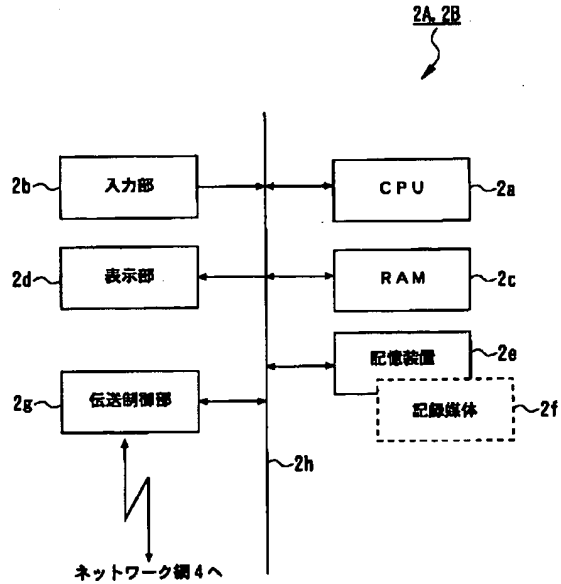 2A, 2B
2b 入力部
CPU 2a
2d 表示部
RAM 2c
記憶装置 2e
2g 伝送制御部
記録媒体 2f
2h
ネットワーク網4へ